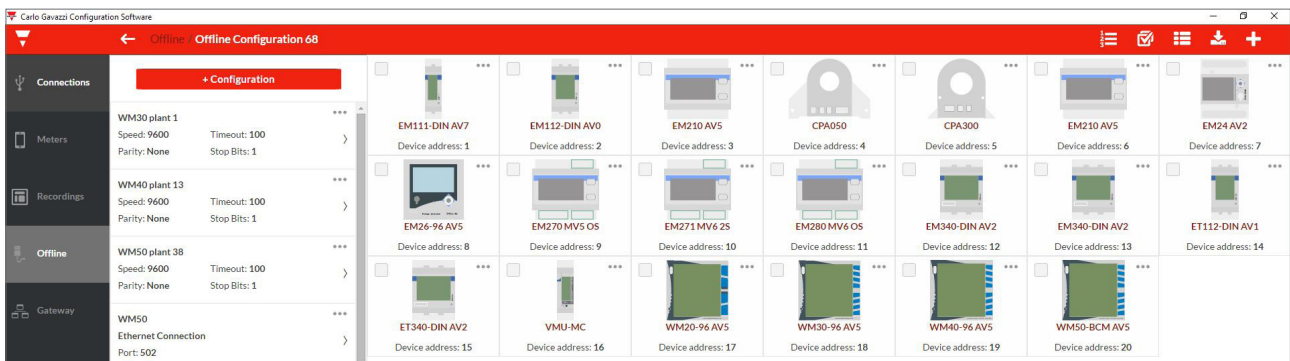 Carlo Gavazzi Configuration Software
Offline / Offline Configuration 68
Connections
Meters
Recordings
Offline
Gateway
+ Configuration
WM30 plant 1
Speed: 9600 Timeout: 100
Parity: None Stop Bits: 1
WM40 plant 13
Speed: 9600 Timeout: 100
Parity: None Stop Bits: 1
WM50 plant 38
Speed: 9600 Timeout: 100
Parity: None Stop Bits: 1
WM50
Ethernet Connection
Port: 502
EM111-DIN AV7
Device address: 1
EM112-DIN AV0
Device address: 2
EM210 AV5
Device address: 3
CPA050
Device address: 4
CPA300
Device address: 5
EM210 AV5
Device address: 6
EM24 AV2
Device address: 7
EM26-96 AV5
Device address: 8
EM270 MV5 OS
Device address: 9
EM271 MV6 2S
Device address: 10
EM280 MV6 OS
Device address: 11
EM340-DIN AV2
Device address: 12
EM340-DIN AV2
Device address: 13
ET112-DIN AV1
Device address: 14
ET340-DIN AV2
Device address: 15
VMU-MC
Device address: 16
WM20-96 AV5
Device address: 17
WM30-96 AV5
Device address: 18
WM40-96 AV5
Device address: 19
WM50-BCM AV5
Device address: 20